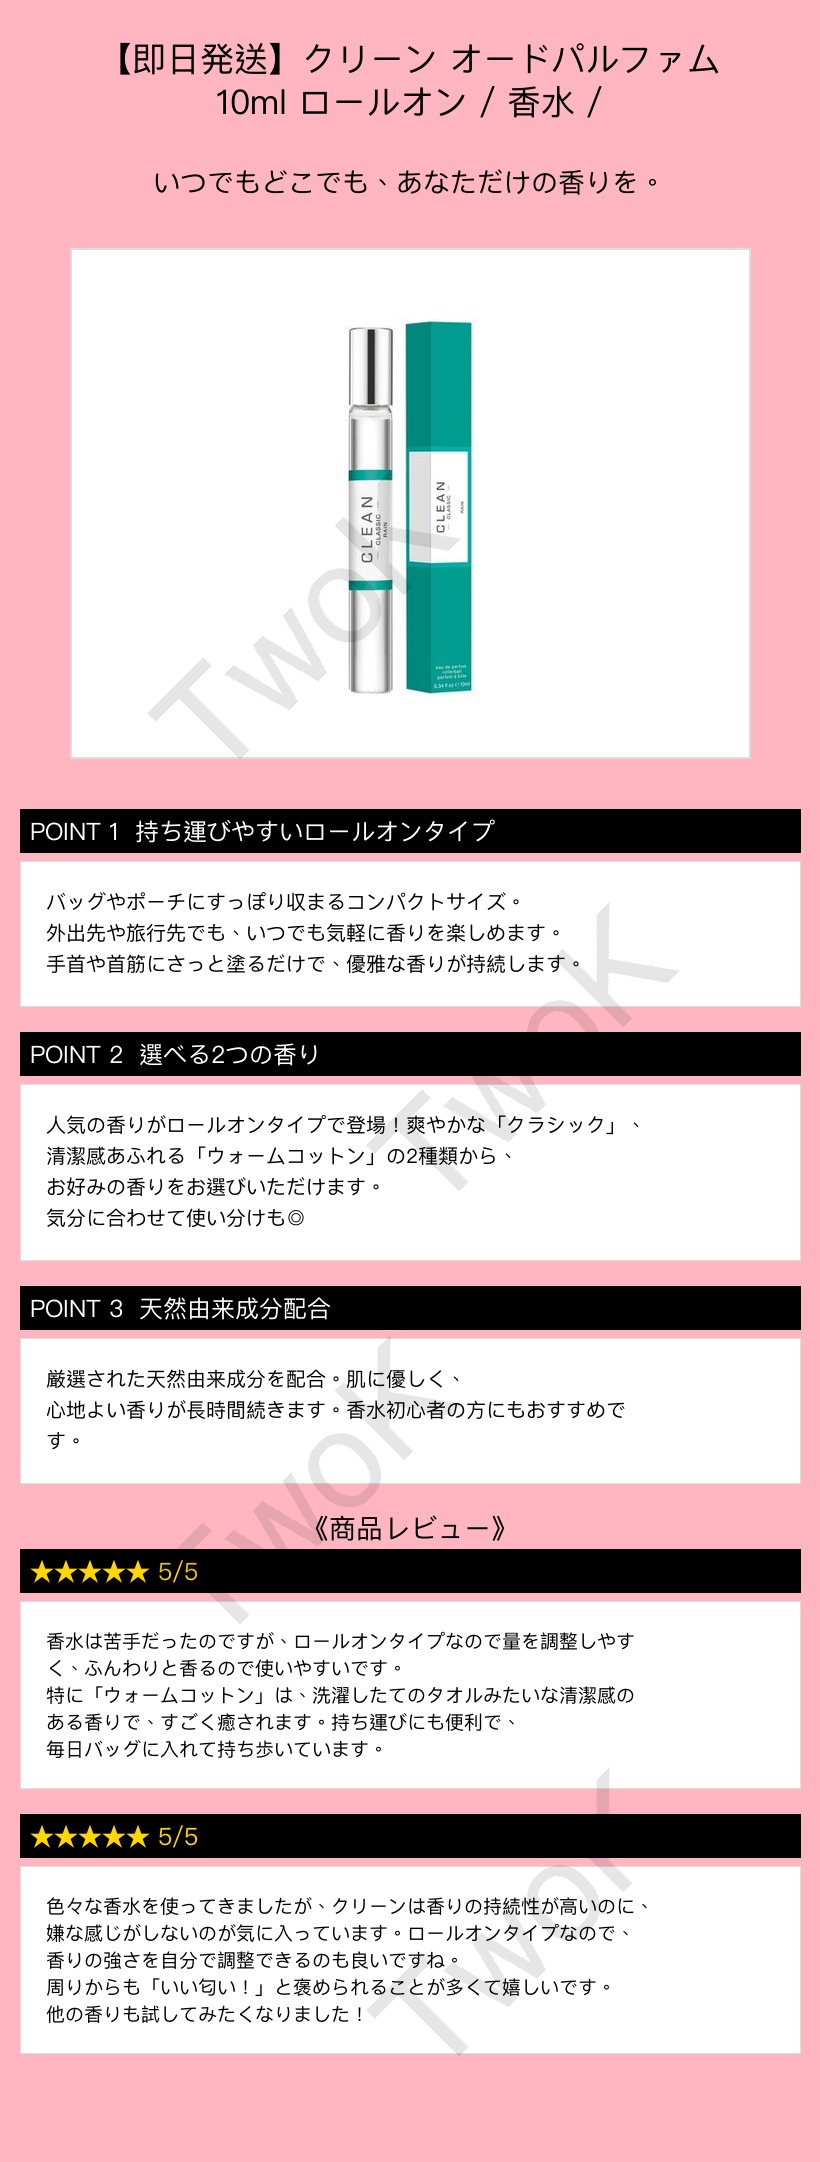 【即日発送】クリーン オードパルファム
10ml ロールオン / 香水 /
いつでもどこでも、あなただけの香りを。
CLEAN
CLASSIC
RAIN
CLEAN
CLASSIC
RAIN
eau de parfum
rollerball
parfum à bille
0.34 fl oz ℮ 10ml
TwoK
POINT 1 持ち運びやすいロールオンタイプ
バッグやポーチにすっぽり収まるコンパクトサイズ。
外出先や旅行先でも、いつでも気軽に香りを楽しめます。
手首や首筋にさっと塗るだけで、優雅な香りが持続します。
TwoK
POINT 2 選べる2つの香り
人気の香りがロールオンタイプで登場！爽やかな「クラシック」、
清潔感あふれる「ウォームコットン」の2種類から、
お好みの香りをお選びいただけます。
気分に合わせて使い分けも◎
POINT 3 天然由来成分配合
厳選された天然由来成分を配合。肌に優しく、
心地よい香りが長時間続きます。香水初心者の方にもおすすめで
す。
TwoK
《商品レビュー》
★★★★★ 5/5
香水は苦手だったのですが、ロールオンタイプなので量を調整しやす
く、ふんわりと香るので使いやすいです。
特に「ウォームコットン」は、洗濯したてのタオルみたいな清潔感の
ある香りで、すごく癒されます。持ち運びにも便利で、
毎日バッグに入れて持ち歩いています。
★★★★★ 5/5
色々な香水を使ってきましたが、クリーンは香りの持続性が高いのに、
嫌な感じがしないのが気に入っています。ロールオンタイプなので、
香りの強さを自分で調整できるのも良いですね。
周りからも「いい匂い！」と褒められることが多くて嬉しいです。
他の香りも試してみたくなりました！
TwoK